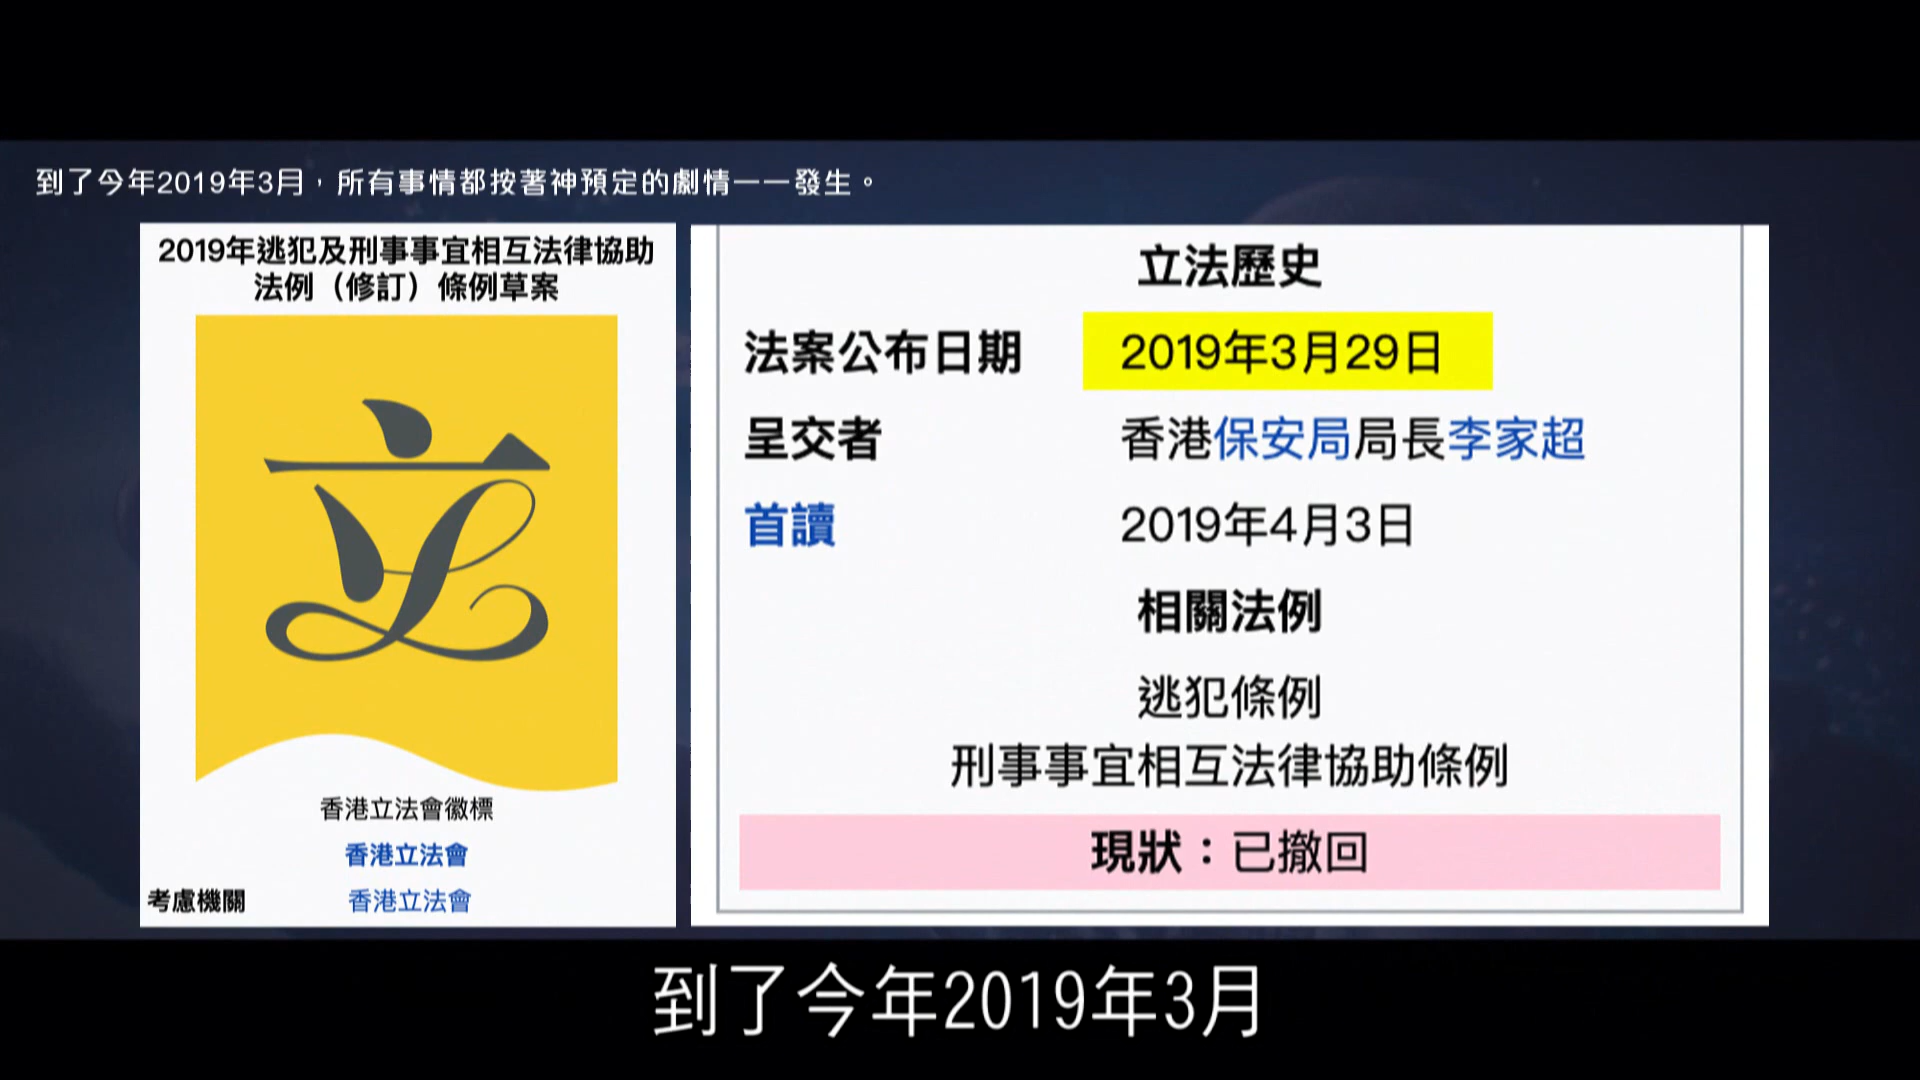 到了今年2019年3月，所有事情都按著神預定的劇情一一發生。
2019年逃犯及刑事事宜相互法律協助
法例（修訂）條例草案
立
香港立法會徽標
香港立法會
考慮機關 香港立法會
立法歷史
法案公布日期 2019年3月29日
呈交者 香港保安局局長李家超
首讀 2019年4月3日
相關法例
逃犯條例
刑事事宜相互法律協助條例
現狀：已撤回
到了今年2019年3月